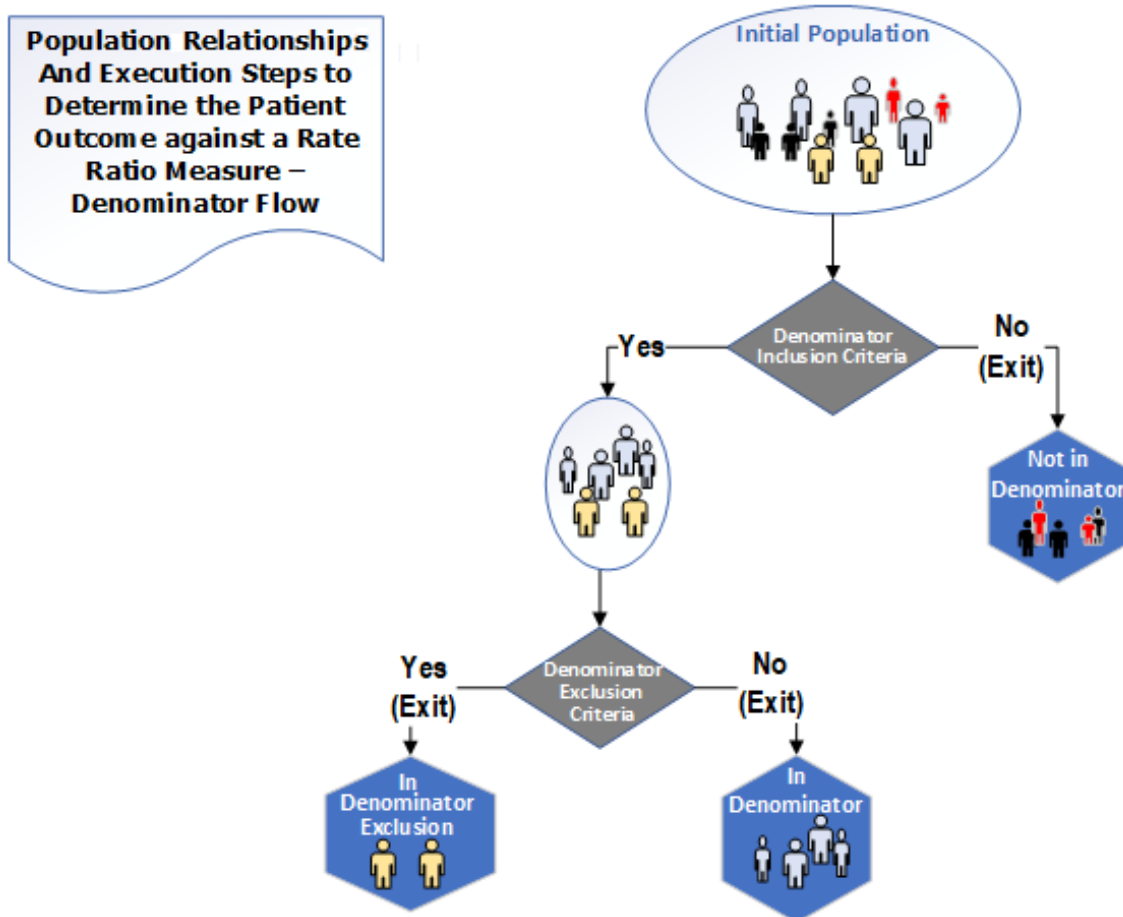 Population Relationships
And Execution Steps to
Determine the Patient
Outcome against a Rate
Ratio Measure –
Denominator Flow
Initial Population
Denominator
Inclusion Criteria
Yes
No
(Exit)
Not in
Denominator
Denominator
Exclusion
Criteria
Yes
(Exit)
No
(Exit)
In
Denominator
Exclusion
In
Denominator